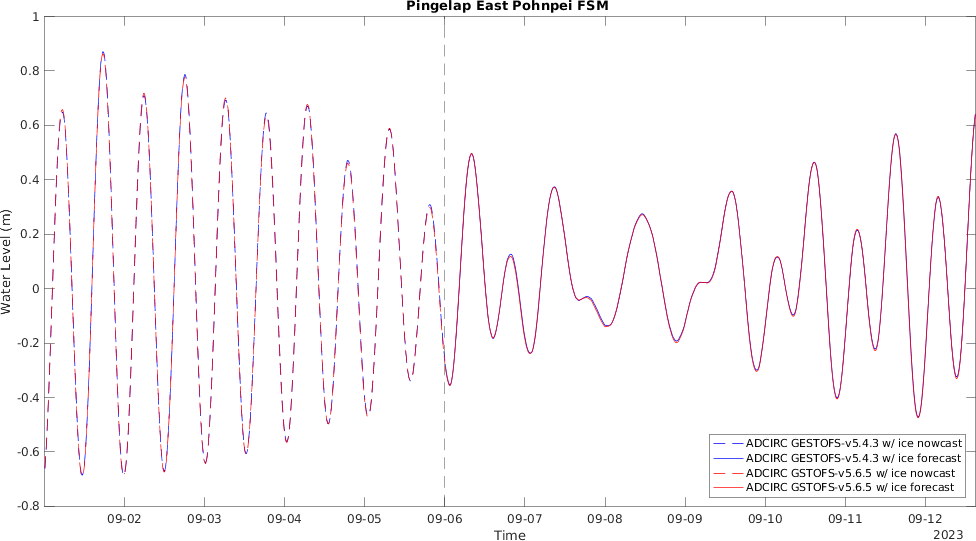 Pingelap East Pohnpei FSM
1
0.8
0.6
0.4
0.2
0
-0.2
-0.4
-0.6
-0.8
Water Level (m)
09-02 09-03 09-04 09-05 09-06 09-07 09-08 09-09 09-10 09-11 09-12
Time
2023
ADCIRC GESTOFS-v5.4.3 w/ ice nowcast
ADCIRC GESTOFS-v5.4.3 w/ ice forecast
ADCIRC GSTOFS-v5.6.5 w/ ice nowcast
ADCIRC GSTOFS-v5.6.5 w/ ice forecast